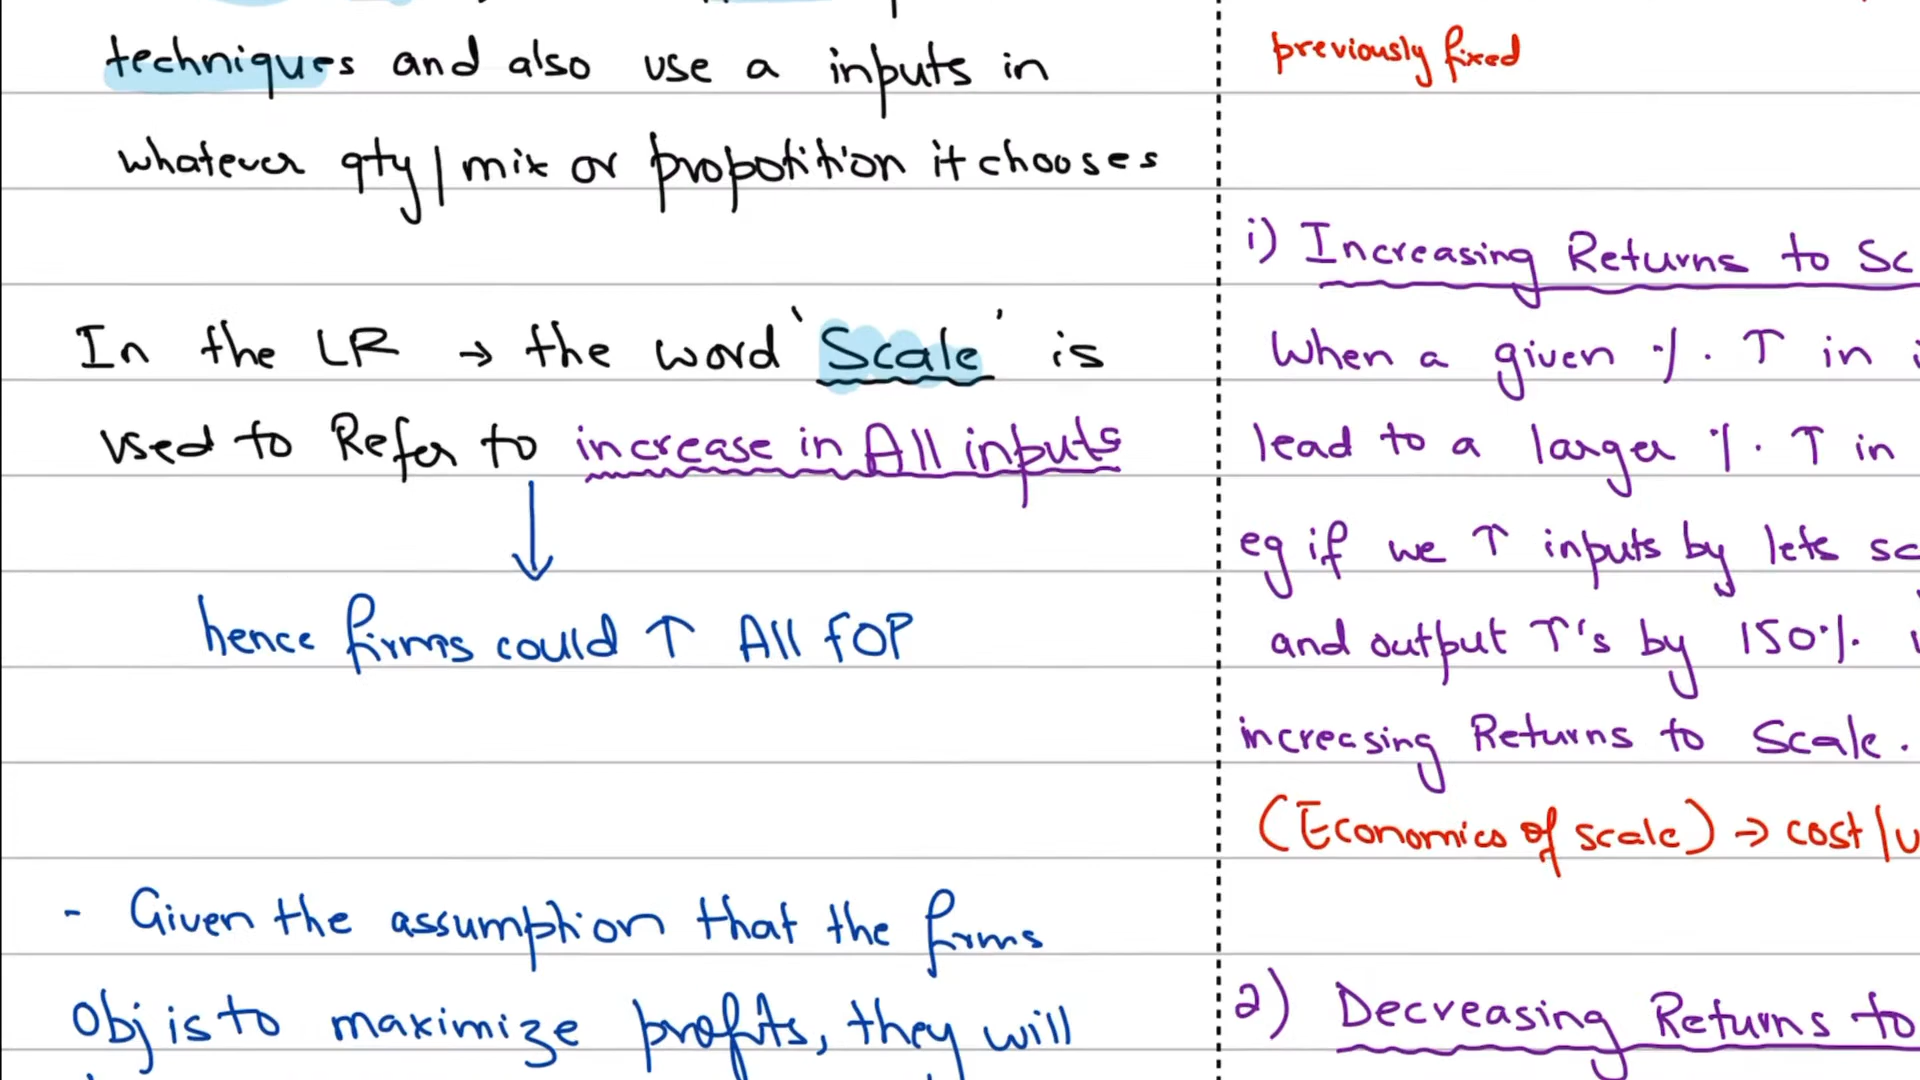 techniques and also use a inputs in
whatever qty / mix or propotition it chooses
In the LR → the word 'Scale' is
used to Refer to increase in All inputs
↓
hence firms could ↑ All FOP
- Given the assumption that the firms
Obj is to maximize profits, they will
previously fixed
i) Increasing Returns to Sc
When a given %. ↑ in
lead to a larger %. ↑ in
eg if we ↑ inputs by lets
and output ↑'s by 150%.
increasing Returns to Scale.
(Economics of scale) → cost/u
2) Decreasing Returns to